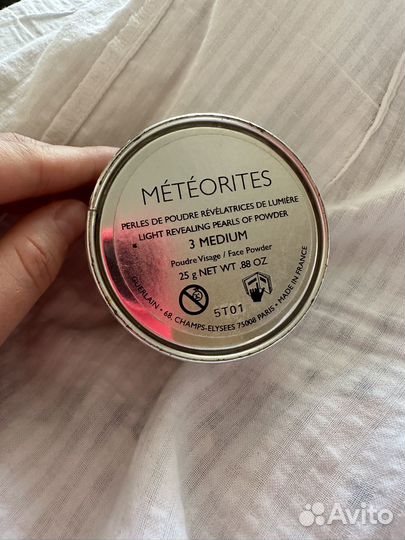 MÉTÉORITES
PERLES DE POUDRE RÉVÉLATRICES DE LUMIÈRE
LIGHT REVEALING PEARLS OF POWDER
3 MEDIUM
Poudre Visage / Face Powder
25 g NET WT .88 OZ
5T01
GUERLAIN • 68, CHAMPS-ELYSEES 75008 PARIS • MADE IN FRANCE
Avito